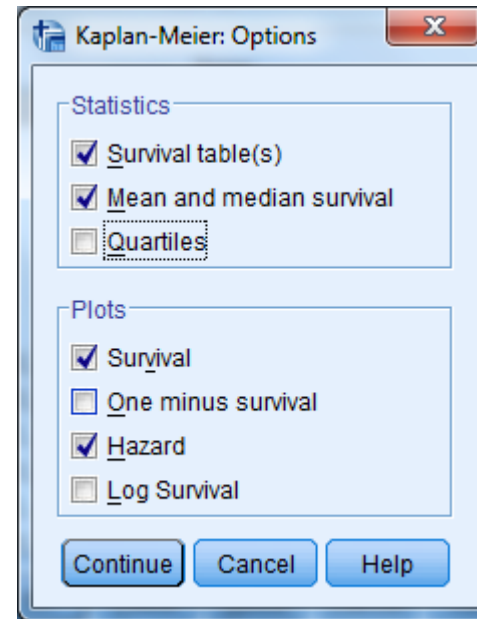 Kaplan-Meier: Options
Statistics
Survival table(s)
Mean and median survival
Quartiles
Plots
Survival
One minus survival
Hazard
Log Survival
Continue Cancel Help